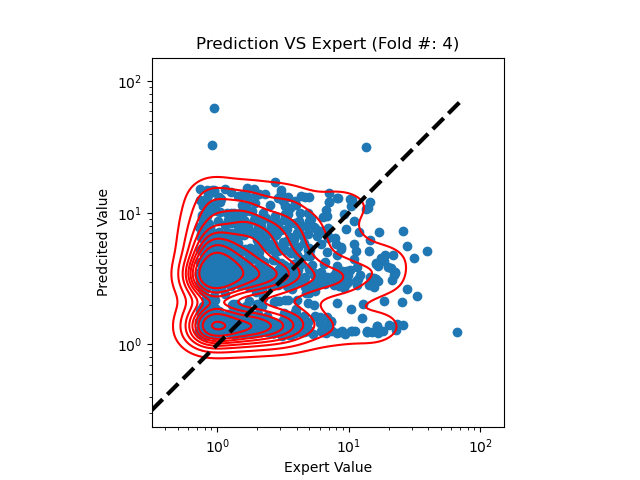 Prediction VS Expert (Fold #: 4)
10²
10¹
10⁰
Predcited Value
10⁰ 10¹ 10²
Expert Value